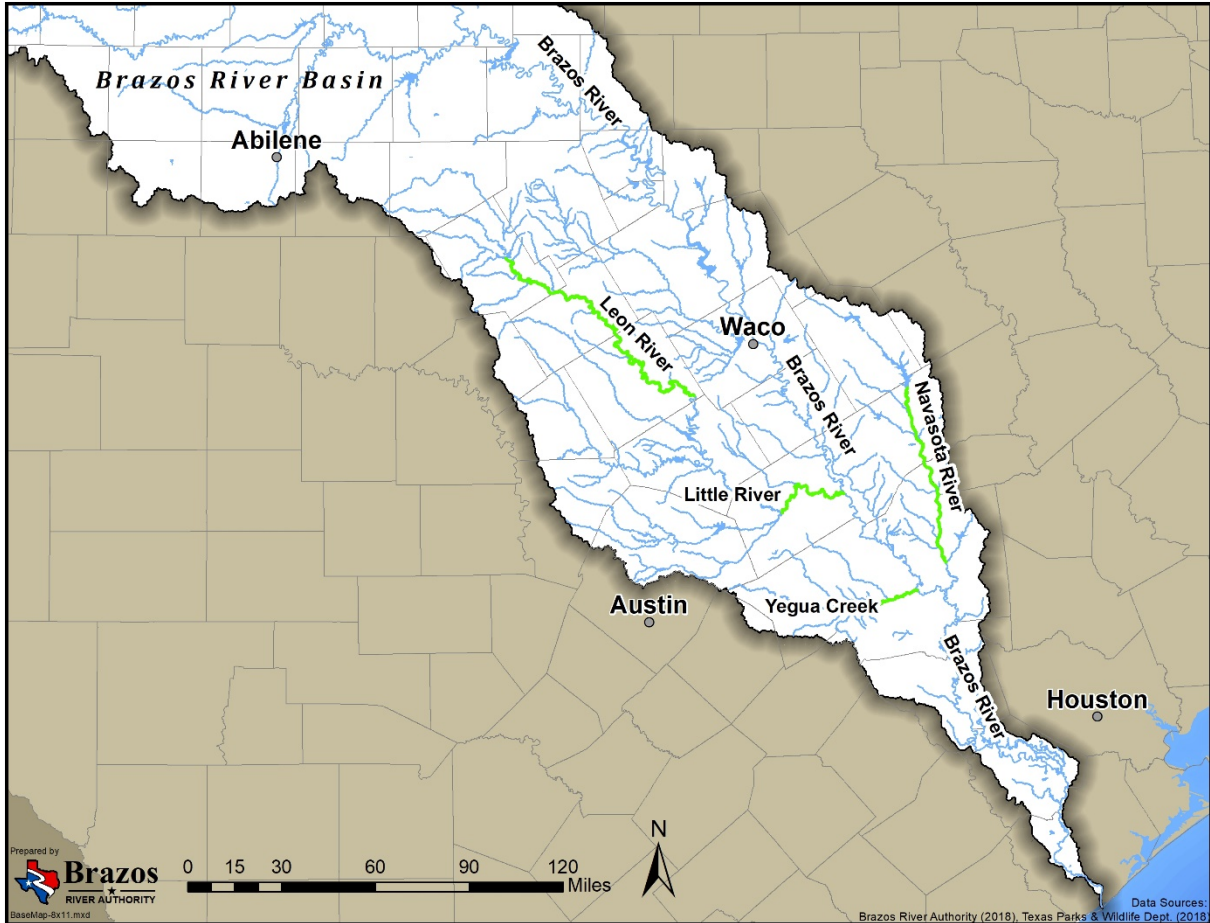 Brazos River
Brazos River Basin
Abilene
Leon River
Waco
Brazos River
Navasota River
Little River
Yegua Creek
Austin
Brazos River
Houston
N
Prepared by
Brazos
RIVER AUTHORITY
BaseMap-8x11.mxd
0 15 30 60 90 120
Miles
Data Sources:
Brazos River Authority (2018), Texas Parks & Wildlife Dept. (2018)